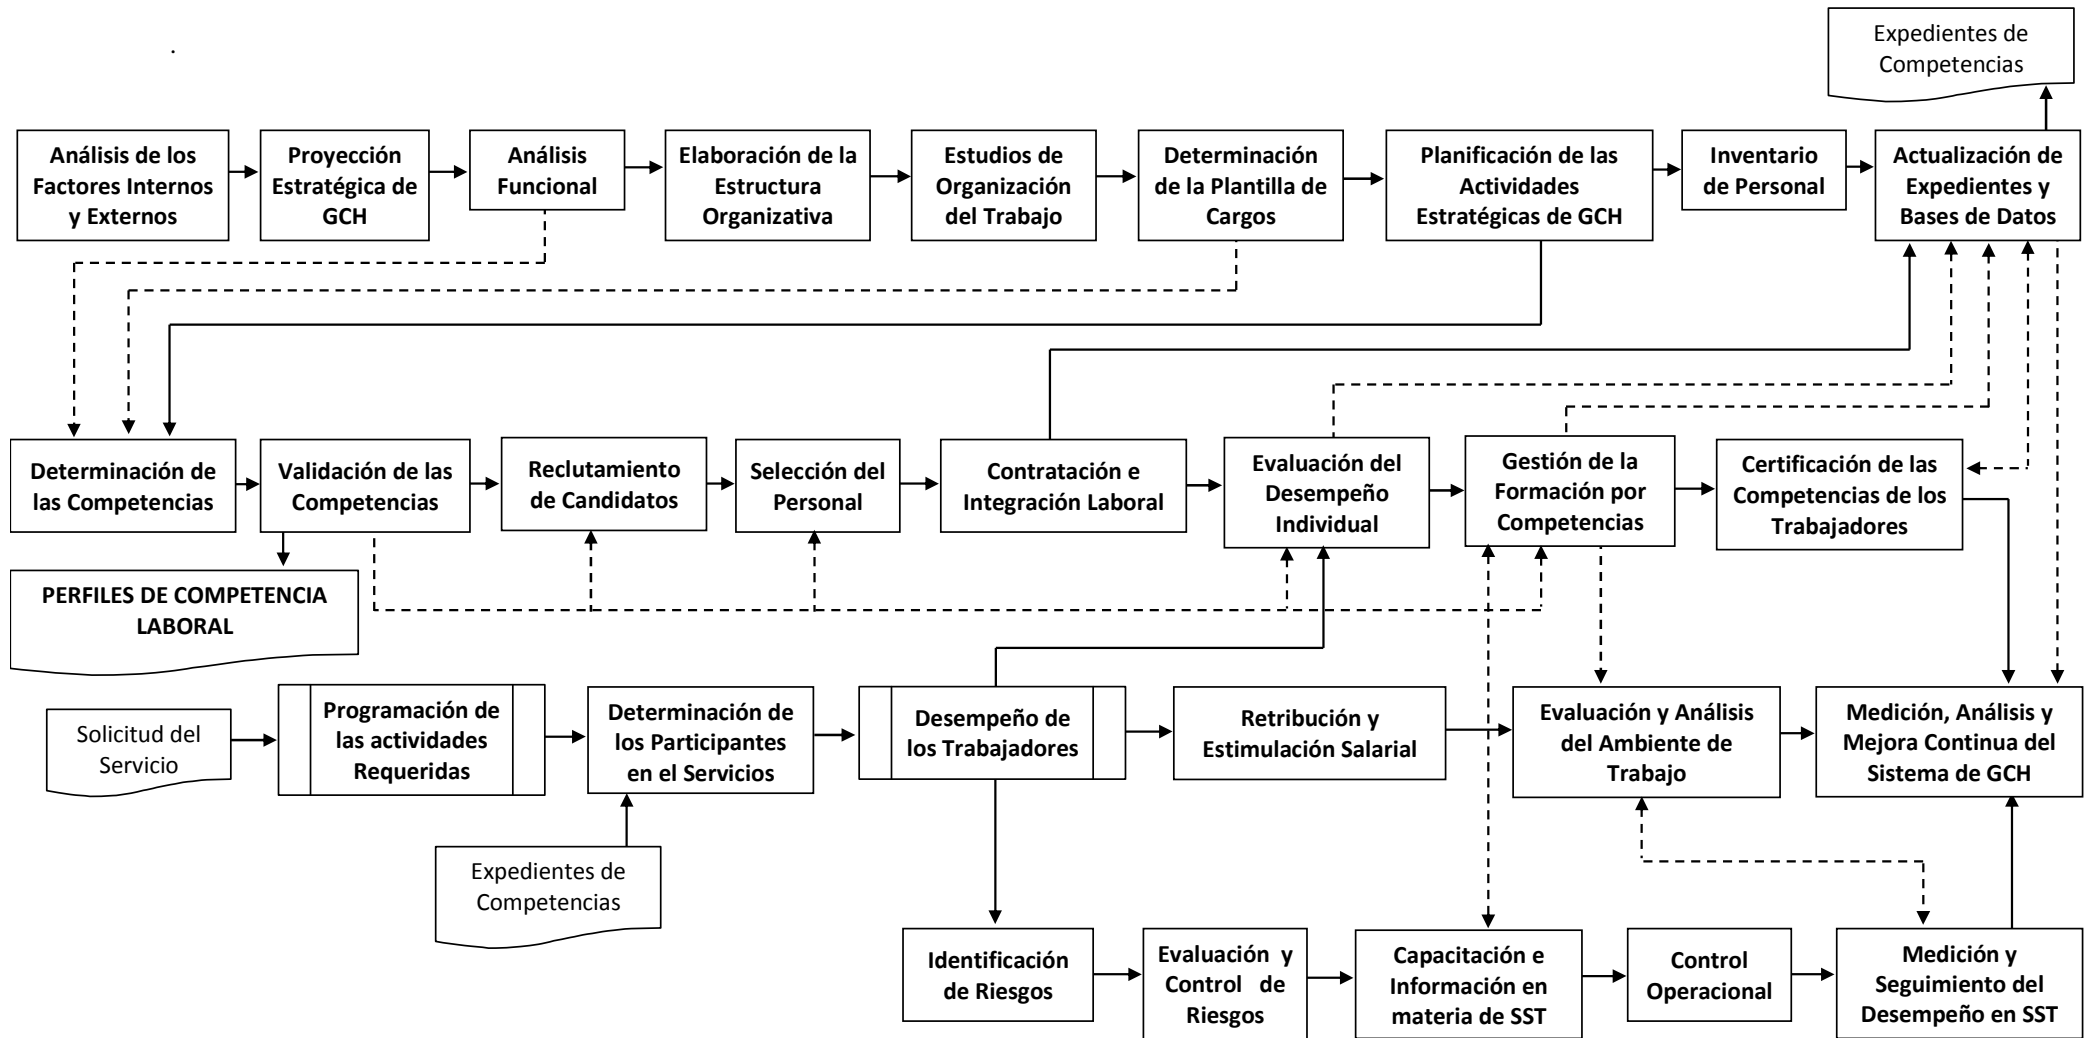 Expedientes de
Competencias
.
Análisis de los
Factores Internos
y Externos
Proyección
Estratégica de
GCH
Análisis
Funcional
Elaboración de la
Estructura
Organizativa
Estudios de
Organización
del Trabajo
Determinación
de la Plantilla de
Cargos
Planificación de las
Actividades
Estratégicas de GCH
Inventario
de Personal
Actualización de
Expedientes y
Bases de Datos
Determinación de
las Competencias
Validación de las
Competencias
Reclutamiento
de Candidatos
Selección del
Personal
Contratación e
Integración Laboral
Evaluación del
Desempeño
Individual
Gestión de la
Formación por
Competencias
Certificación de las
Competencias de los
Trabajadores
PERFILES DE COMPETENCIA
LABORAL
Solicitud del
Servicio
Programación de
las actividades
Requeridas
Determinación de
los Participantes
en el Servicios
Desempeño de
los Trabajadores
Retribución y
Estimulación Salarial
Evaluación y Análisis
del Ambiente de
Trabajo
Medición, Análisis y
Mejora Continua del
Sistema de GCH
Expedientes de
Competencias
Identificación
de Riesgos
Evaluación y
Control de
Riesgos
Capacitación e
Información en
materia de SST
Control
Operacional
Medición y
Seguimiento del
Desempeño en SST